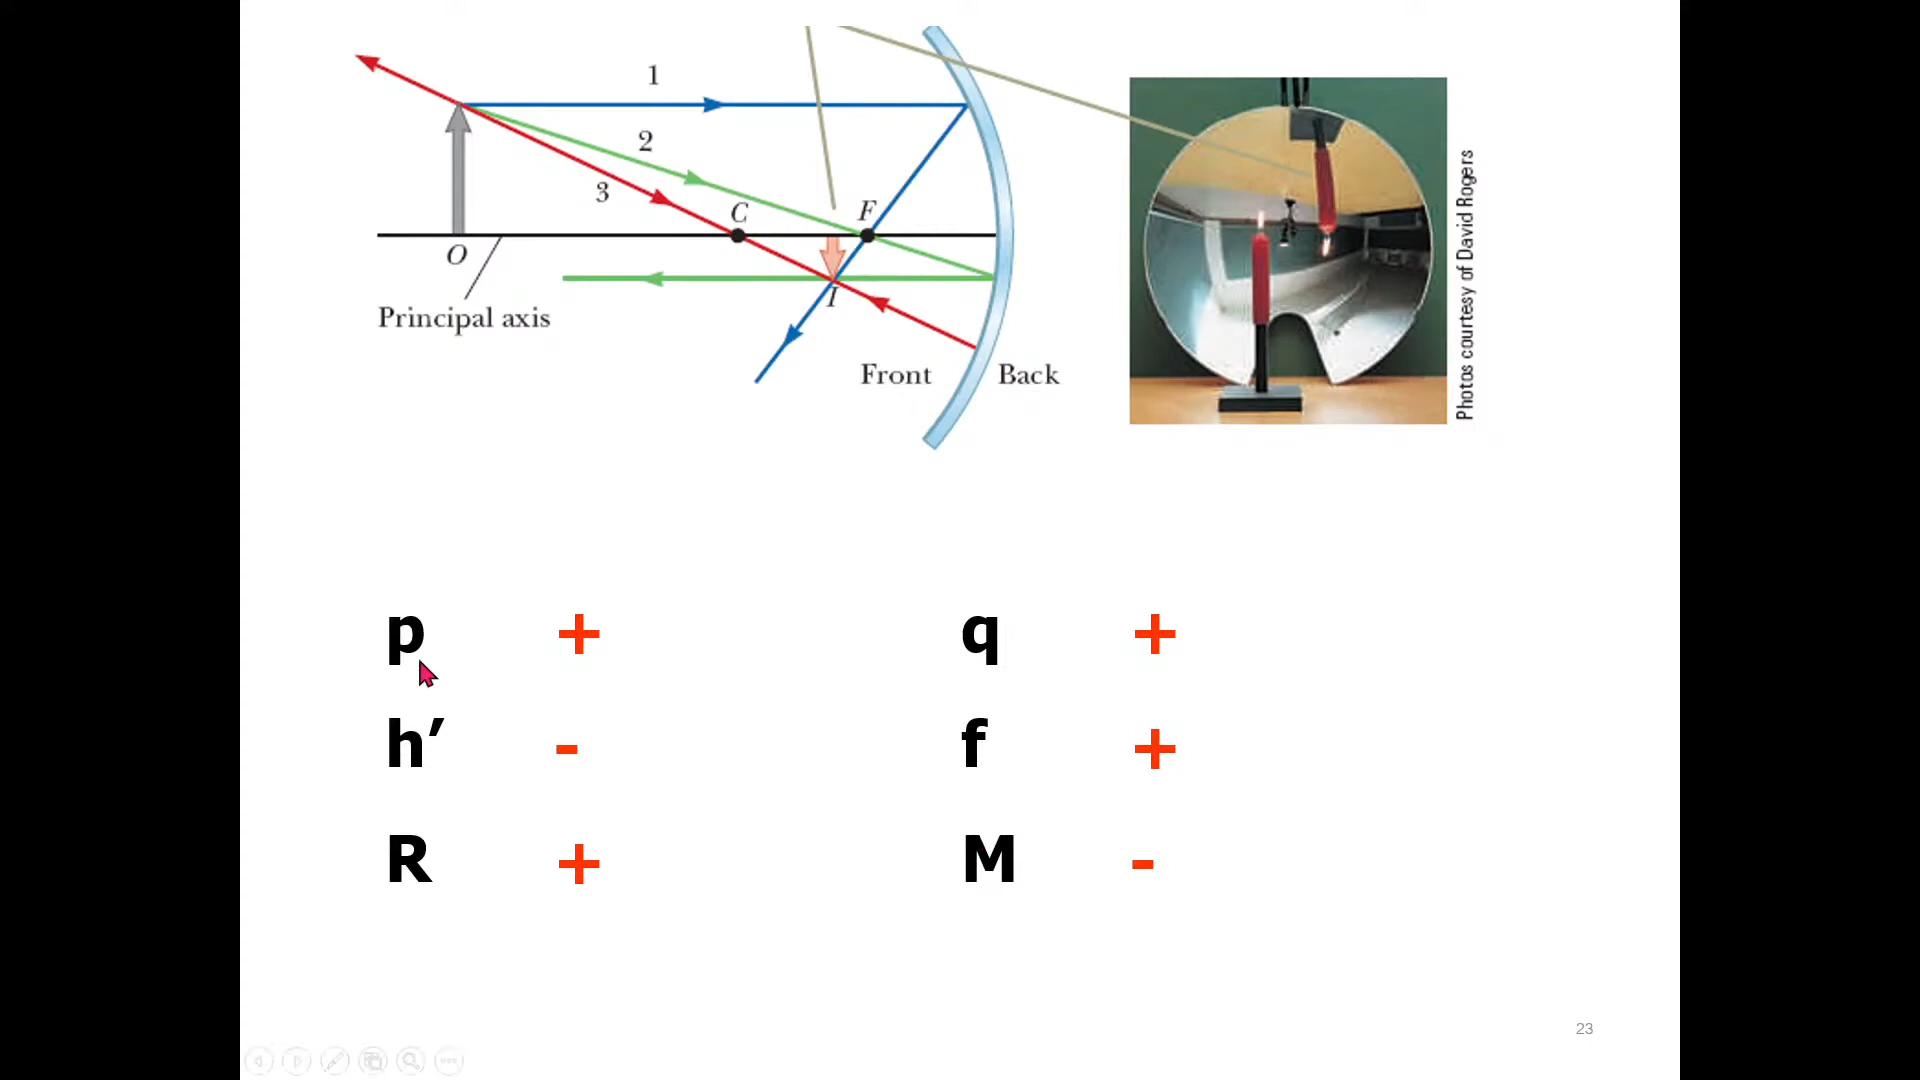 1
2
3
C
F
O
I
Principal axis
Front
Back
Photos courtesy of David Rogers
p + q +
h′ - f +
R + M -
23